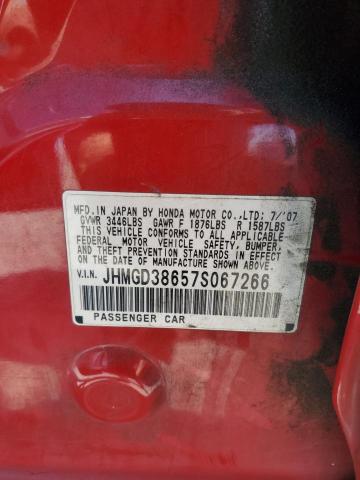 MFD.IN JAPAN BY HONDA MOTOR CO.,LTD: 7/'07
GVWR 3446LBS GAWR F 1876LBS R 1587LBS
THIS VEHICLE CONFORMS TO ALL APPLICABLE
FEDERAL MOTOR VEHICLE SAFETY, BUMPER,
AND THEFT PREVENTION STANDARDS IN EFFECT
ON THE DATE OF MANUFACTURE SHOWN ABOVE.
V.I.N. JHMGD38657S067266
PASSENGER CAR